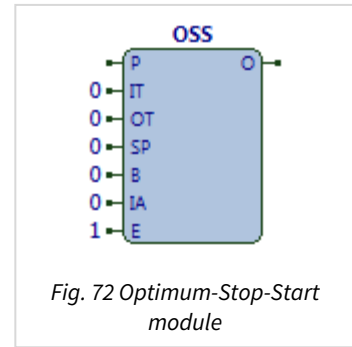 OSS
P O
0 IT
0 OT
0 SP
0 B
0 IA
1 E
Fig. 72 Optimum-Stop-Start
module